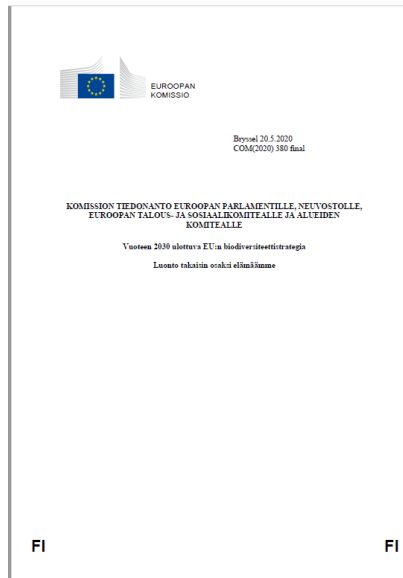 EUROOPAN
KOMISSIO
Bryssel 20.5.2020
COM(2020) 380 final
KOMISSION TIEDONANTO EUROOPAN PARLAMENTILLE, NEUVOSTOLLE,
EUROOPAN TALOUS- JA SOSIAALIKOMITEALLE JA ALUEIDEN
KOMITEALLE
Vuoteen 2030 ulottuva EU:n biodiversiteettistrategia
Luonto takaisin osaksi elämäämme
FI
FI